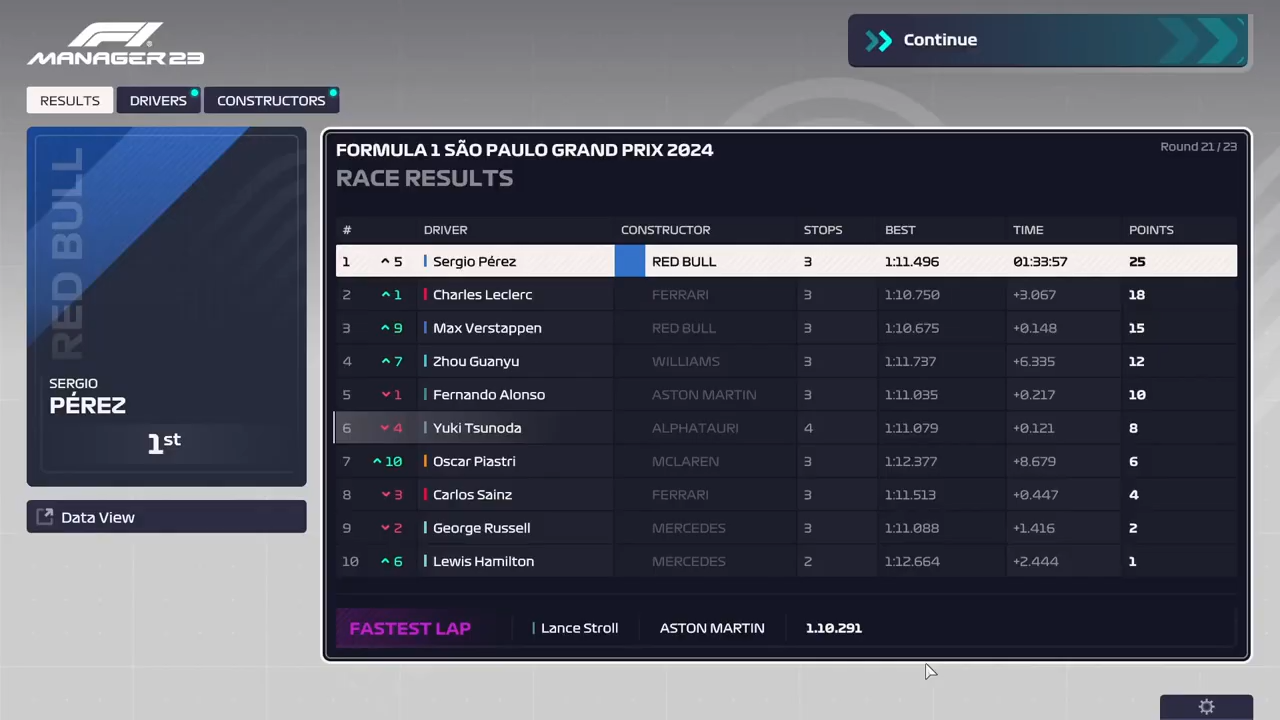 F1
MANAGER 23
Continue
RESULTS DRIVERS CONSTRUCTORS
RED BULL
SERGIO
PÉREZ
1st
Data View
FORMULA 1 SÃO PAULO GRAND PRIX 2024
Round 21 / 23
RACE RESULTS
# DRIVER CONSTRUCTOR STOPS BEST TIME POINTS
1 5 Sergio Pérez RED BULL 3 1:11.496 01:33:57 25
2 1 Charles Leclerc FERRARI 3 1:10.750 +3.067 18
3 9 Max Verstappen RED BULL 3 1:10.675 +0.148 15
4 7 Zhou Guanyu WILLIAMS 3 1:11.737 +6.335 12
5 1 Fernando Alonso ASTON MARTIN 3 1:11.035 +0.217 10
6 4 Yuki Tsunoda ALPHATAURI 4 1:11.079 +0.121 8
7 10 Oscar Piastri MCLAREN 3 1:12.377 +8.679 6
8 3 Carlos Sainz FERRARI 3 1:11.513 +0.447 4
9 2 George Russell MERCEDES 3 1:11.088 +1.416 2
10 6 Lewis Hamilton MERCEDES 2 1:12.664 +2.444 1
FASTEST LAP Lance Stroll ASTON MARTIN 1.10.291